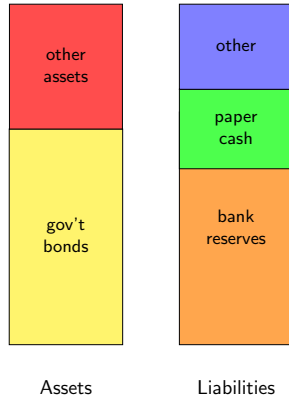 other
assets
gov't
bonds
other
paper
cash
bank
reserves
Assets
Liabilities